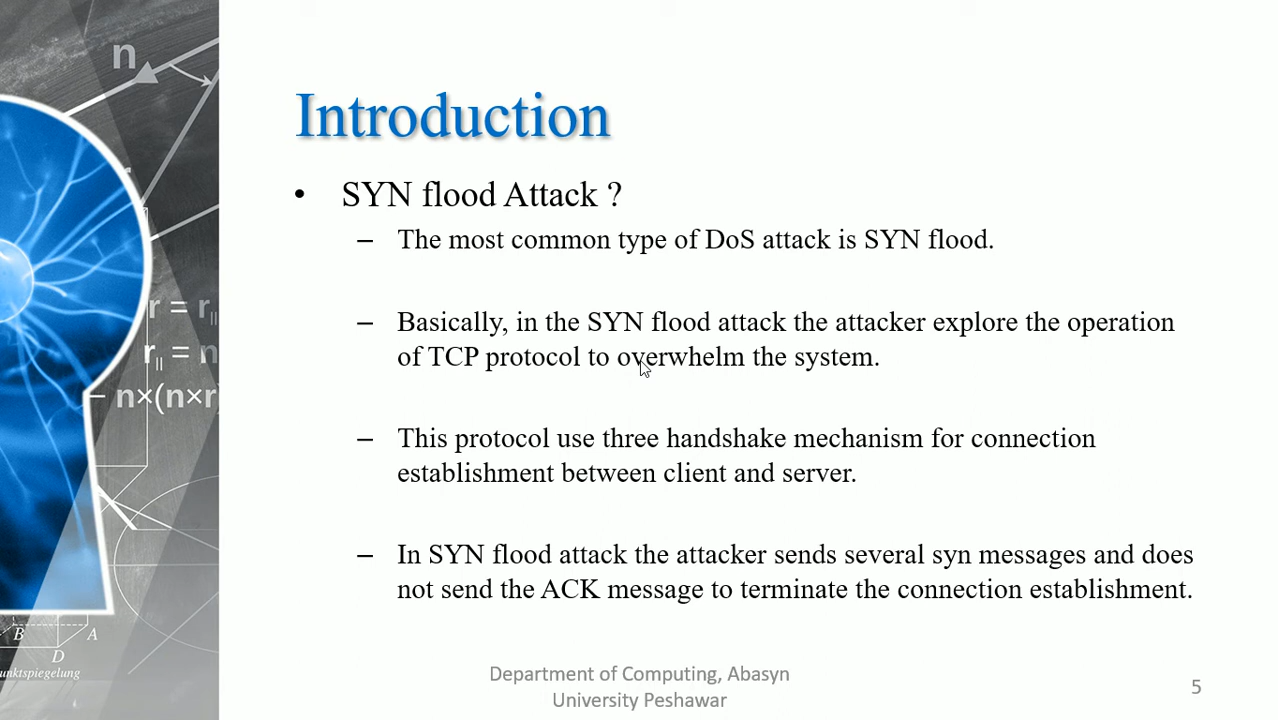 n
Introduction
• SYN flood Attack ?
– The most common type of DoS attack is SYN flood.
– Basically, in the SYN flood attack the attacker explore the operation
of TCP protocol to overwhelm the system.
– This protocol use three handshake mechanism for connection
establishment between client and server.
– In SYN flood attack the attacker sends several syn messages and does
not send the ACK message to terminate the connection establishment.
r = r||
r|| = n
n×(n×r)
B
A
D
unktspiegelung
Department of Computing, Abasyn
University Peshawar
5